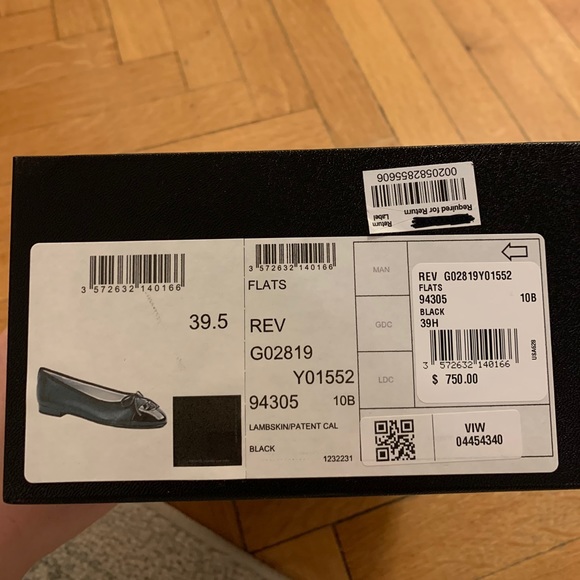 002058285606
Required for Return
Return
Label
3 572632 140166
39.5
3 572632 140166
FLATS
REV
G02819
Y01552
94305 10B
LAMBSKIN/PATENT CAL
BLACK
1232231
MAN
GDC
LDC
REV G02819Y01552
FLATS
94305 10B
BLACK
39H
3 572632 140166
USA628
$ 750.00
VIW
04454340